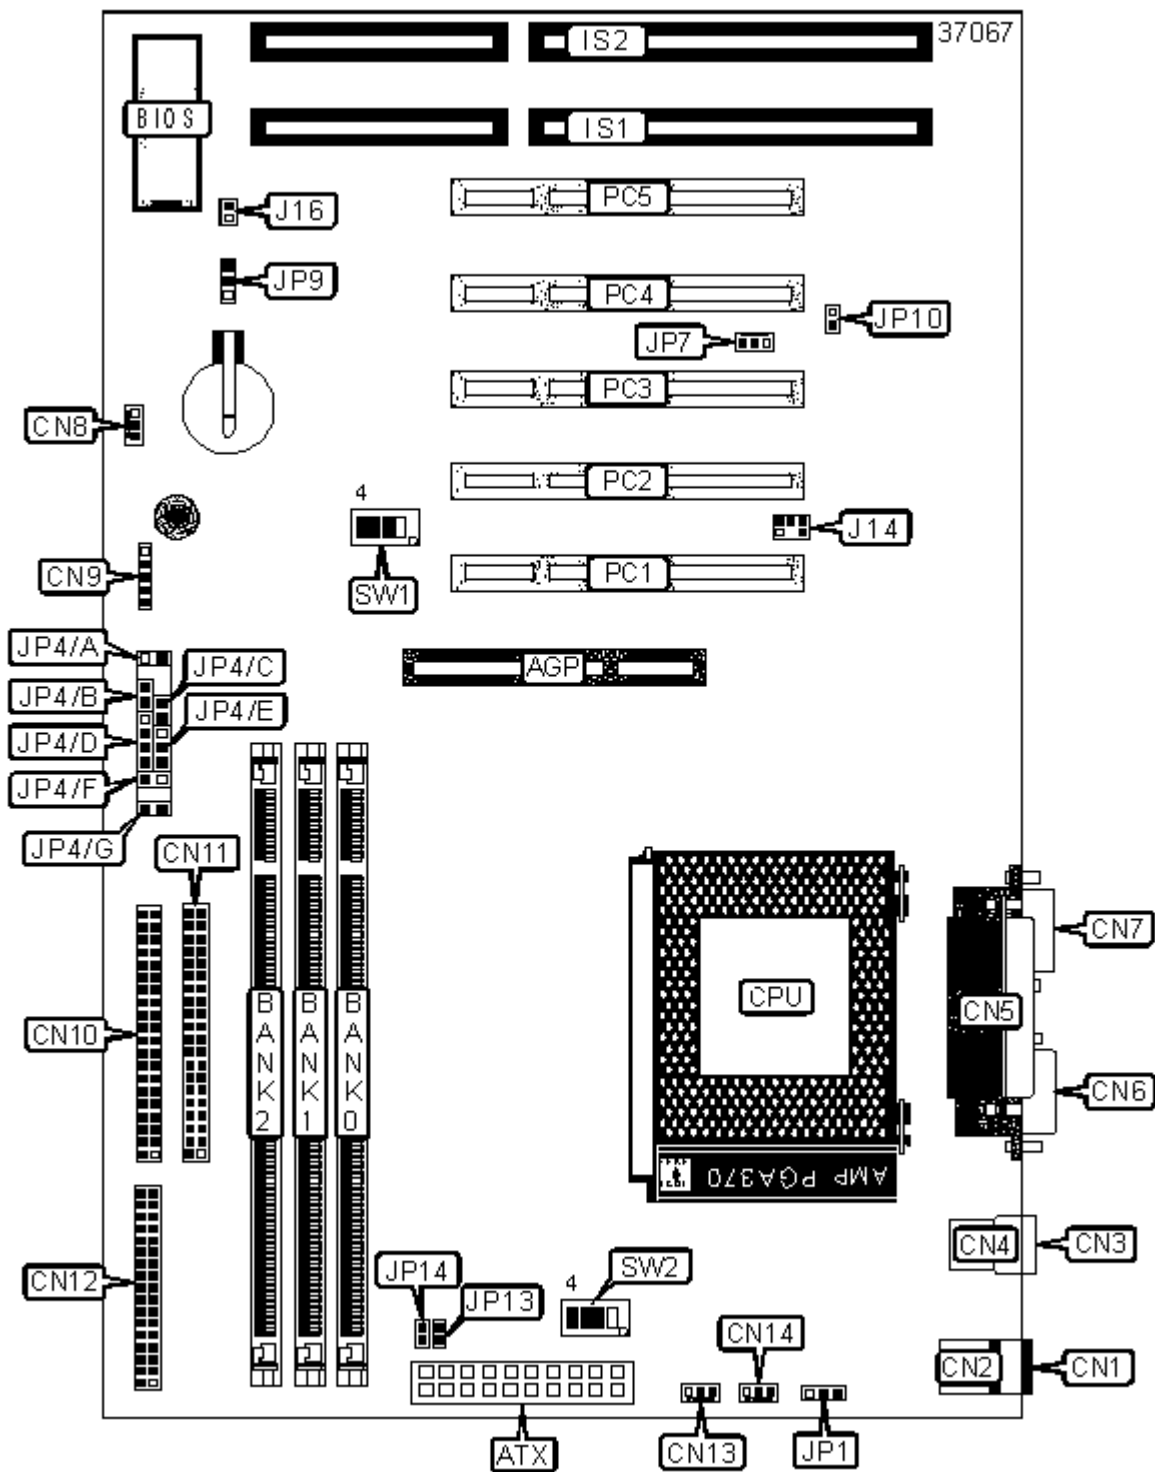 IS2
37067
BIOS
IS1
PC5
J16
JP9
PC4
JP10
JP7
PC3
CN8
PC2
4
J14
SW1
CN9
PC1
JP4/A
JP4/C
AGP
JP4/B
JP4/E
JP4/D
JP4/F
JP4/G
CN11
CN7
CPU
CN5
BANK2
BANK1
BANK0
CN10
CN6
AMP PGA370
CN4
CN3
CN12
JP14
SW2
4
JP13
CN14
CN2
CN1
ATX
CN13
JP1